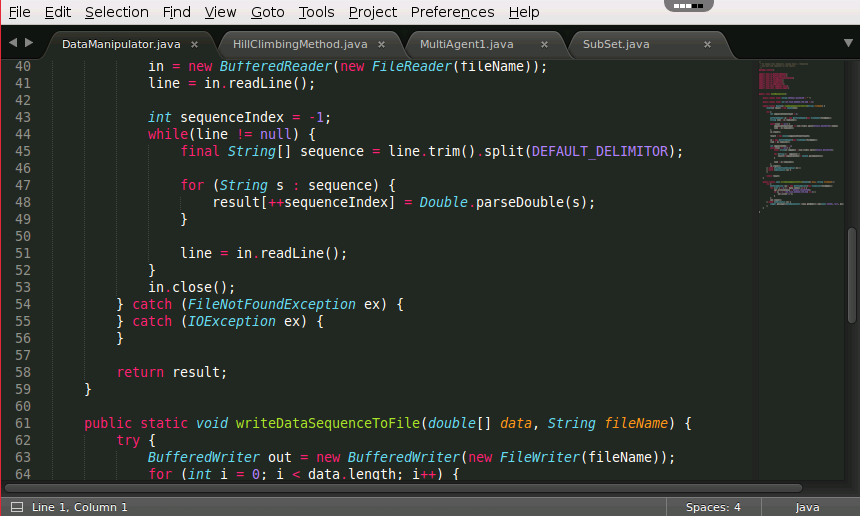 File Edit Selection Find View Goto Tools Project Preferences Help
DataManipulator.java × HillClimbingMethod.java × MultiAgent1.java × SubSet.java ×
40 in = new BufferedReader(new FileReader(fileName));
41 line = in.readLine();
42
43 int sequenceIndex = -1;
44 while(line != null) {
45 final String[] sequence = line.trim().split(DEFAULT_DELIMITOR);
46
47 for (String s : sequence) {
48 result[++sequenceIndex] = Double.parseDouble(s);
49 }
50
51 line = in.readLine();
52 }
53 in.close();
54 } catch (FileNotFoundException ex) {
55 } catch (IOException ex) {
56 }
57
58 return result;
59 }
60
61 public static void writeDataSequenceToFile(double[] data, String fileName) {
62 try {
63 BufferedWriter out = new BufferedWriter(new FileWriter(fileName));
64 for (int i = 0; i < data.length; i++) {
Line 1, Column 1 Spaces: 4 Java